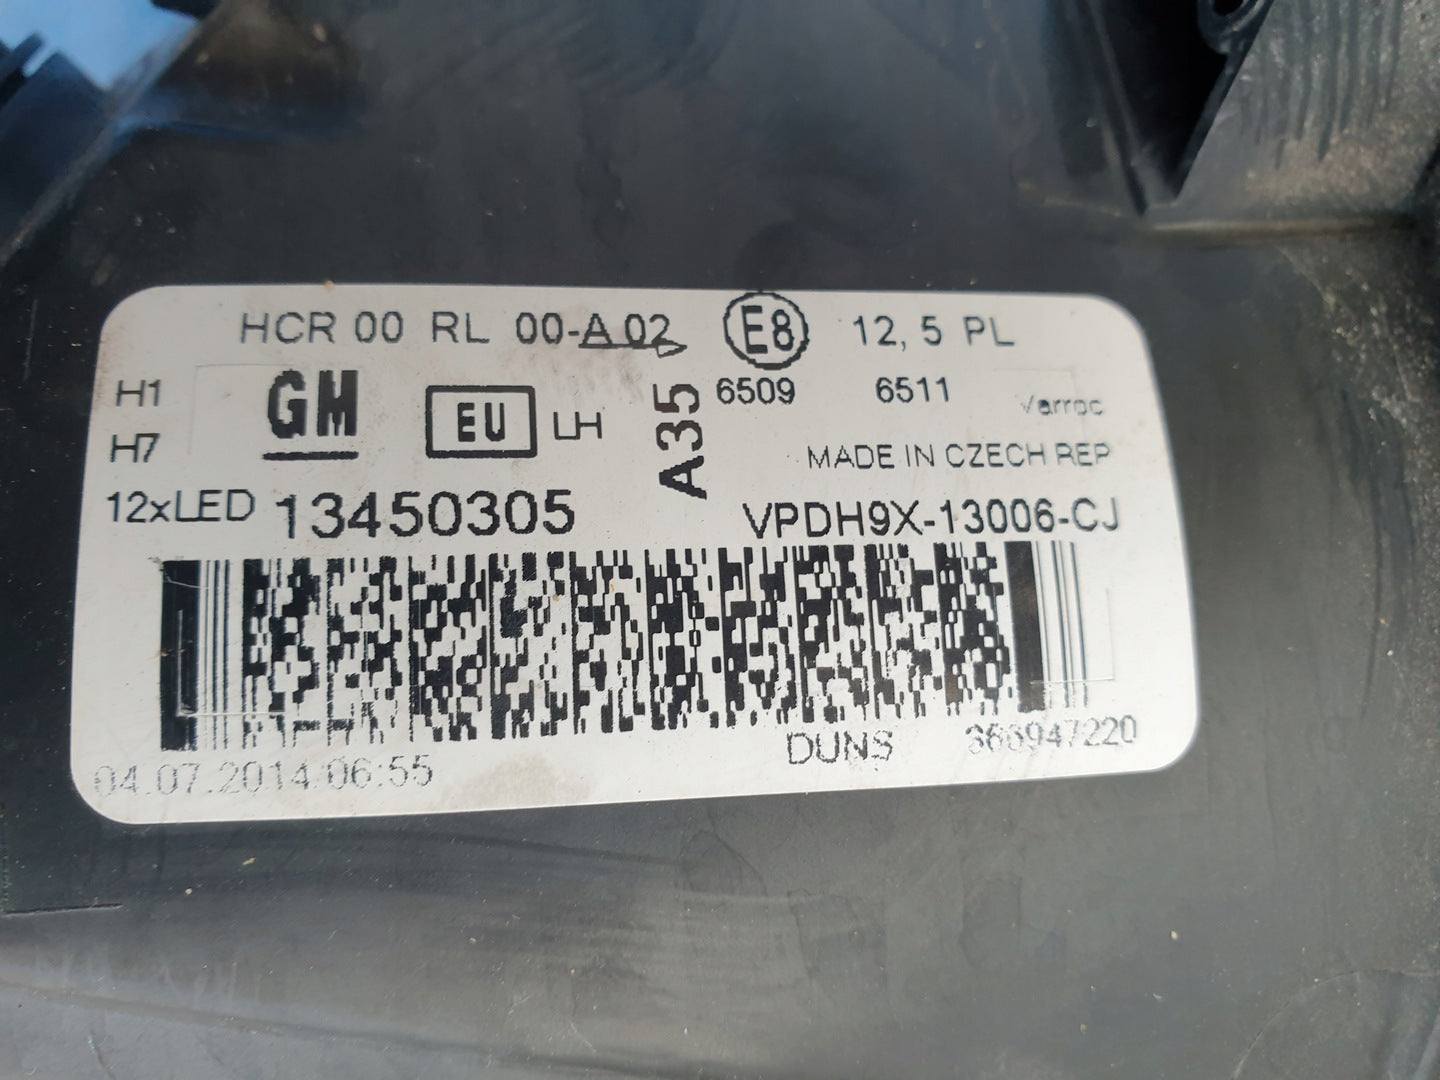 HCR 00 RL 00-A 02 E8 12,5 PL
H1 GM EU LH A35 6509 6511 Varroc
H7 MADE IN CZECH REP
12xLED 13450305 VPDH9X-13006-CJ
04.07.2014/06:55 DUNS